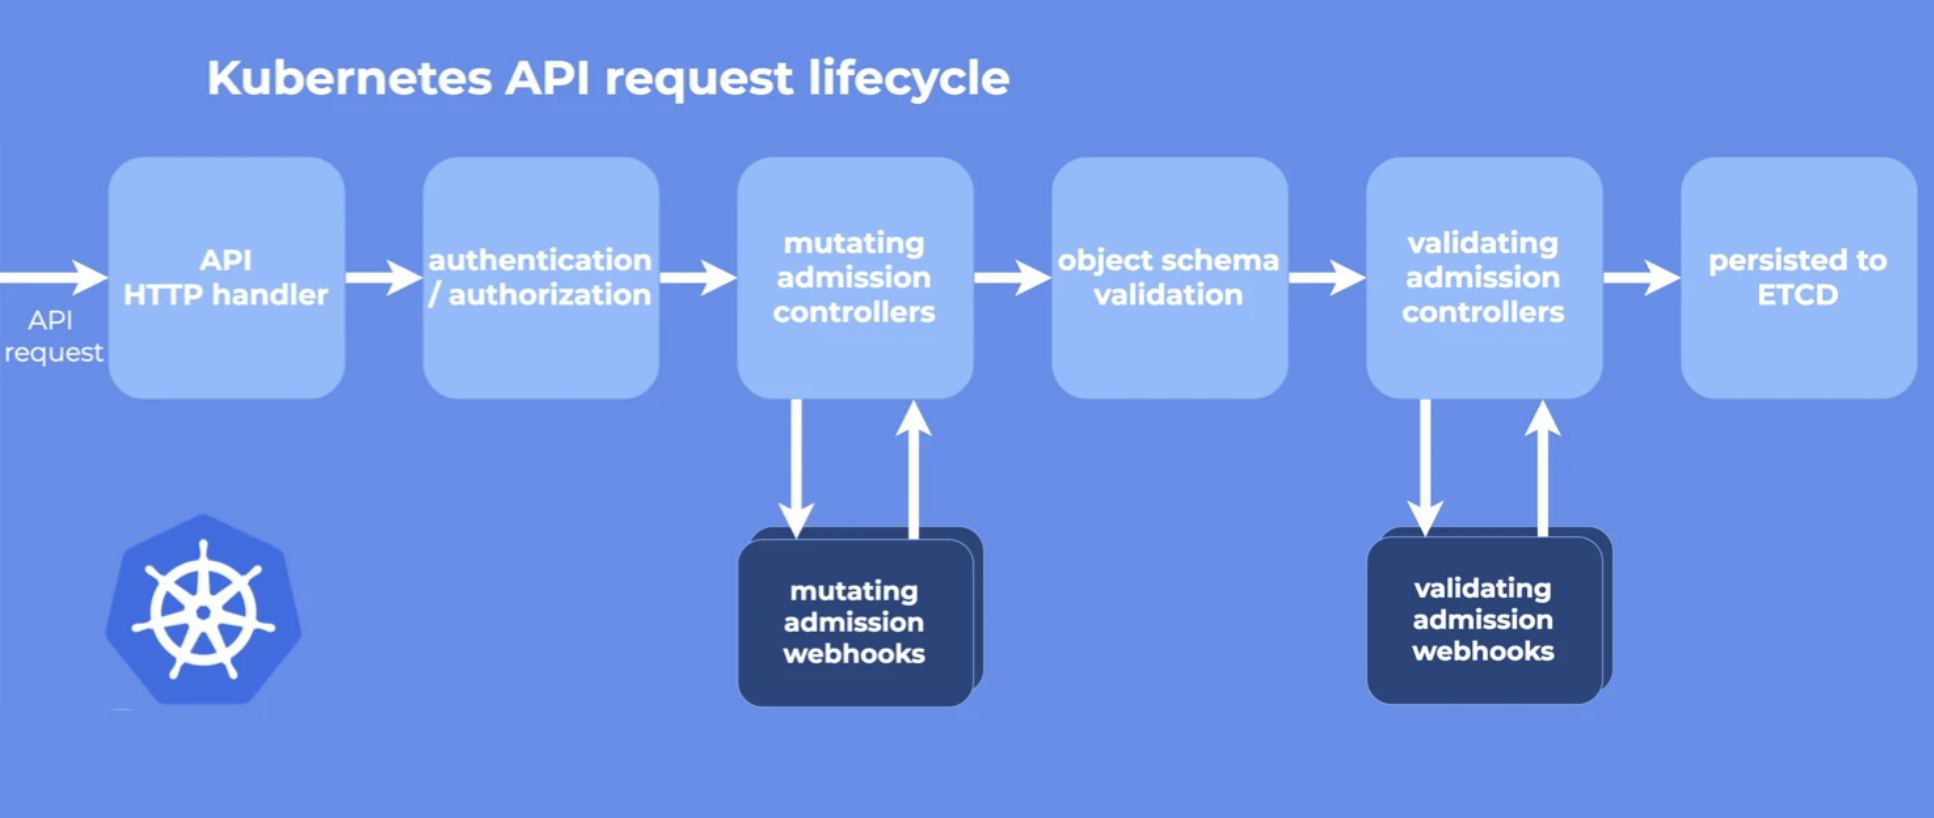 Kubernetes API request lifecycle
API
request
API
HTTP handler
authentication
/ authorization
mutating
admission
controllers
object schema
validation
validating
admission
controllers
persisted to
ETCD
mutating
admission
webhooks
validating
admission
webhooks